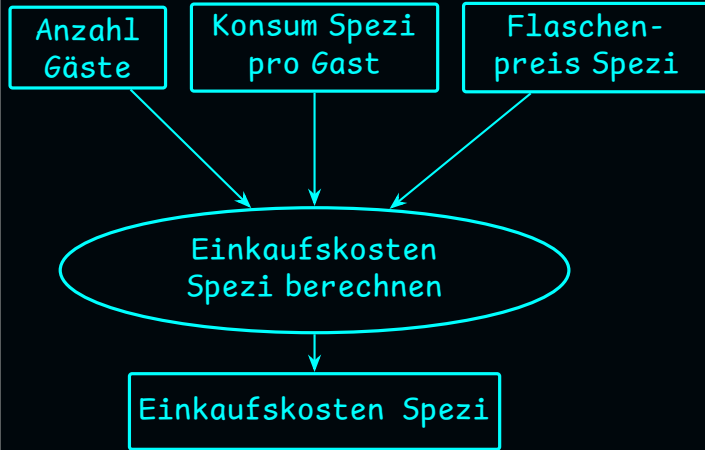 Anzahl
Gäste
Konsum Spezi
pro Gast
Flaschen-
preis Spezi
Einkaufskosten
Spezi berechnen
Einkaufskosten Spezi